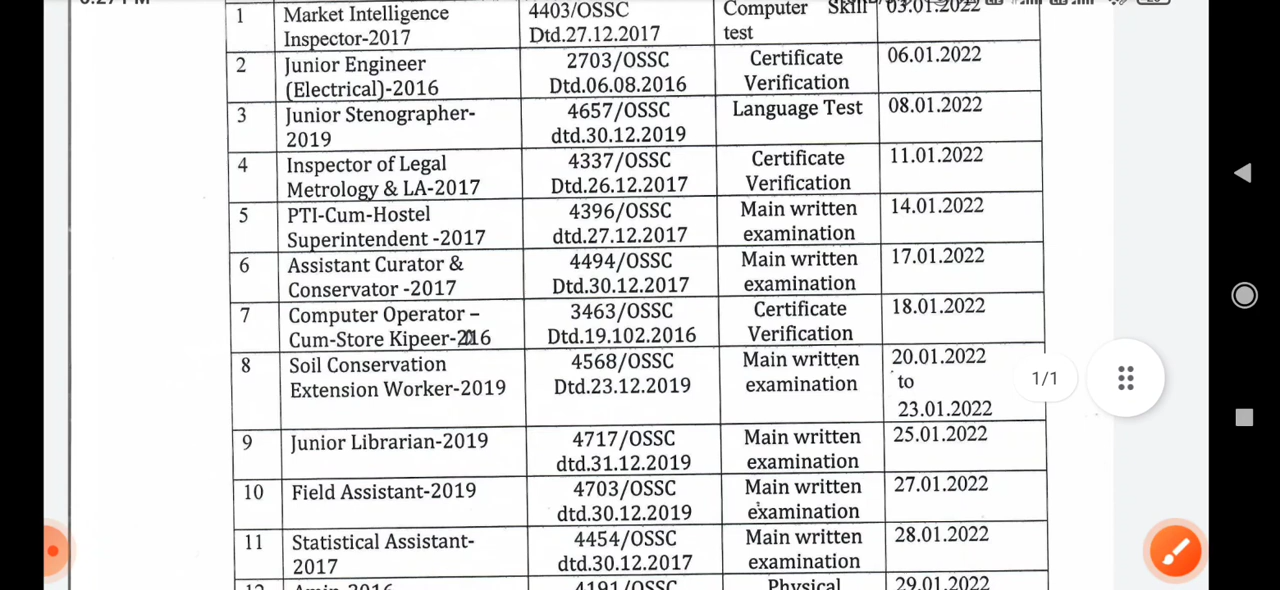 1 Market Intelligence 4403/OSSC Computer Skill 03.01.2022
Inspector-2017 Dtd.27.12.2017 test
2 Junior Engineer 2703/OSSC Certificate 06.01.2022
(Electrical)-2016 Dtd.06.08.2016 Verification
3 Junior Stenographer- 4657/OSSC Language Test 08.01.2022
2019 dtd.30.12.2019
4 Inspector of Legal 4337/OSSC Certificate 11.01.2022
Metrology & LA-2017 Dtd.26.12.2017 Verification
5 PTI-Cum-Hostel 4396/OSSC Main written 14.01.2022
Superintendent -2017 dtd.27.12.2017 examination
6 Assistant Curator & 4494/OSSC Main written 17.01.2022
Conservator -2017 Dtd.30.12.2017 examination
7 Computer Operator – 3463/OSSC Certificate 18.01.2022
Cum-Store Kipeer-2016 Dtd.19.102.2016 Verification
8 Soil Conservation 4568/OSSC Main written 20.01.2022
Extension Worker-2019 Dtd.23.12.2019 examination to
23.01.2022
1/1
9 Junior Librarian-2019 4717/OSSC Main written 25.01.2022
dtd.31.12.2019 examination
10 Field Assistant-2019 4703/OSSC Main written 27.01.2022
dtd.30.12.2019 examination
11 Statistical Assistant- 4454/OSSC Main written 28.01.2022
2017 dtd.30.12.2017 examination
12 Amin-2016 4191/OSSC Physical 29.01.2022